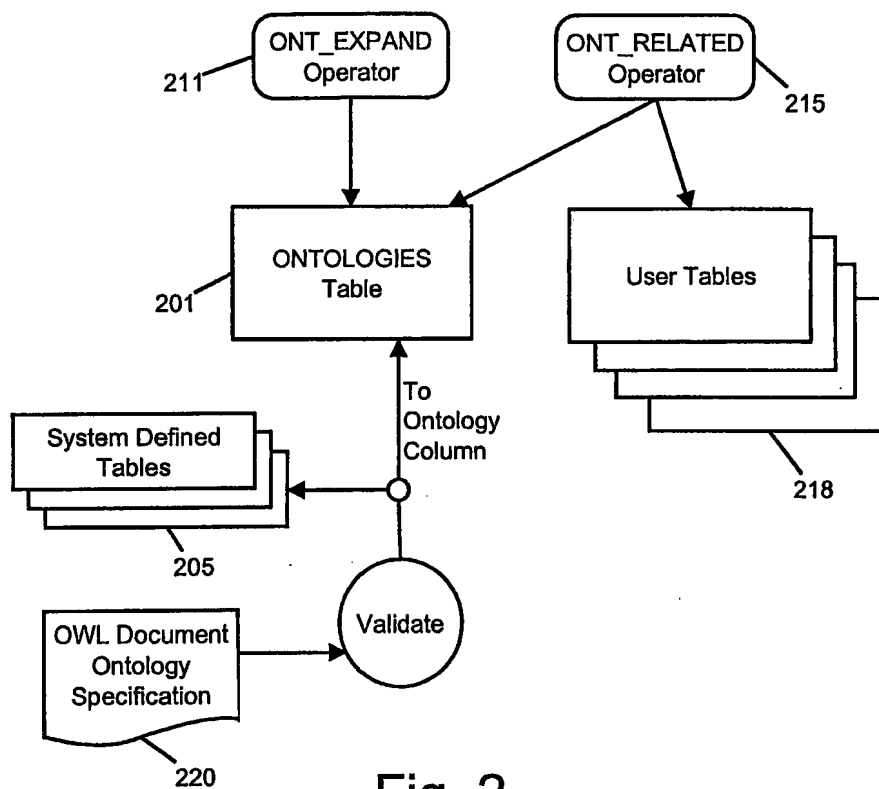 ONT_EXPAND
Operator
211
ONT_RELATED
Operator
215
ONTOLOGIES
Table
201
User Tables
218
To
Ontology
Column
System Defined
Tables
205
Validate
OWL Document
Ontology
Specification
220